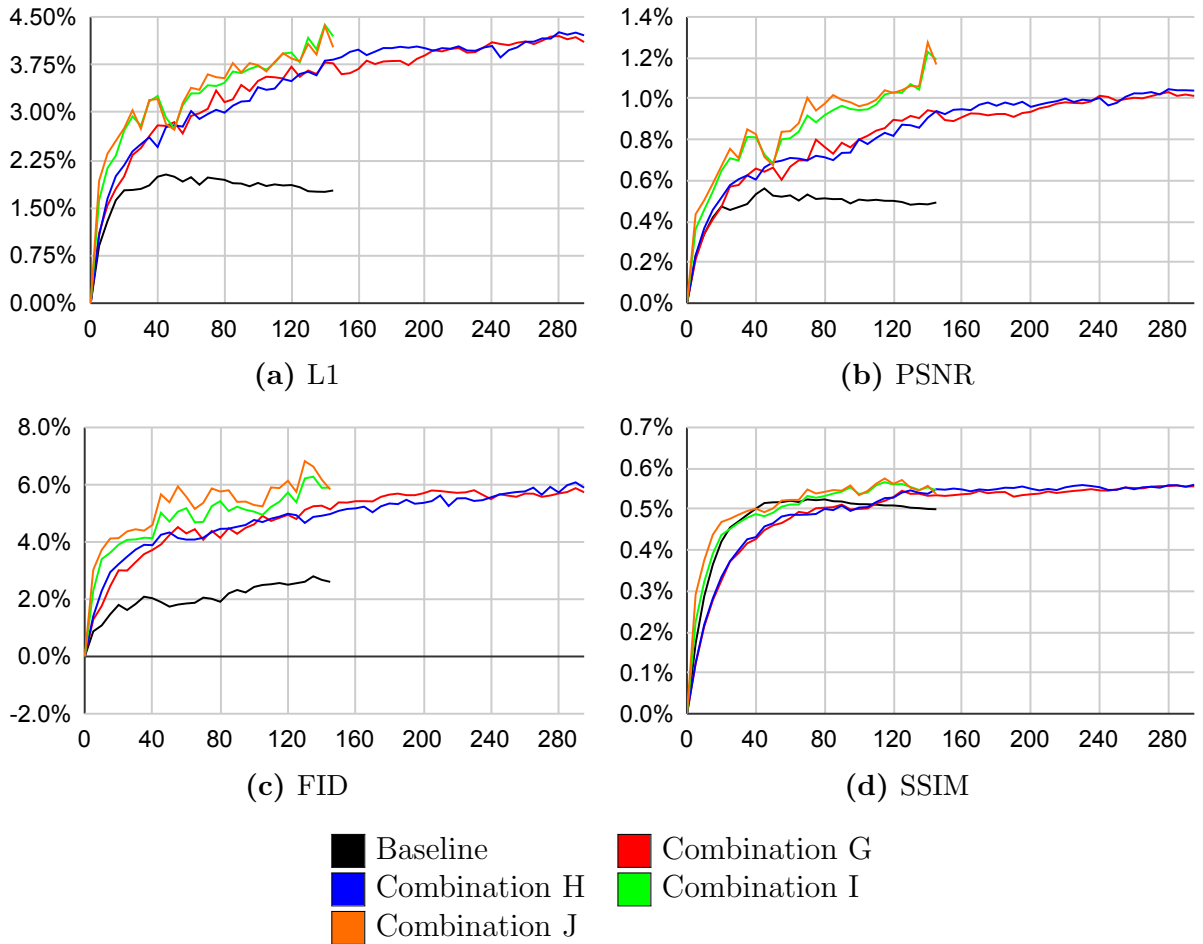 4.50%
3.75%
3.00%
2.25%
1.50%
0.75%
0.00%
0 40 80 120 160 200 240 280
(a) L1
1.4%
1.2%
1.0%
0.8%
0.6%
0.4%
0.2%
0.0%
0 40 80 120 160 200 240 280
(b) PSNR
8.0%
6.0%
4.0%
2.0%
0.0%
-2.0%
0 40 80 120 160 200 240 280
(c) FID
0.7%
0.6%
0.5%
0.4%
0.3%
0.2%
0.1%
0.0%
0 40 80 120 160 200 240 280
(d) SSIM
Baseline
Combination G
Combination H
Combination I
Combination J